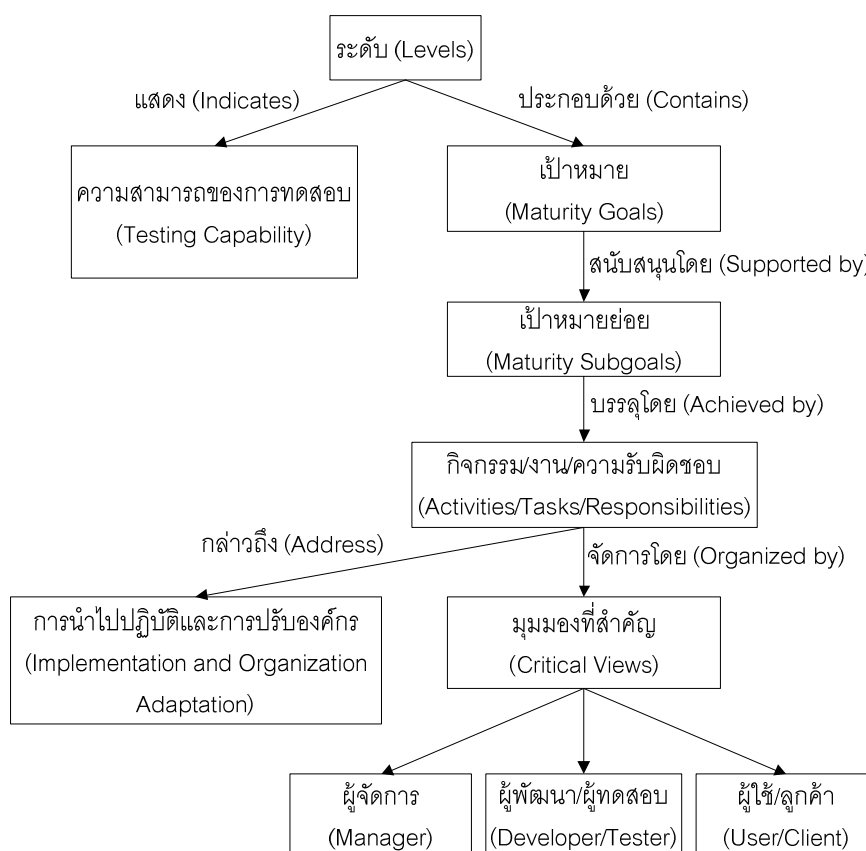 ระดับ (Levels)
แสดง (Indicates)
ประกอบด้วย (Contains)
ความสามารถของการทดสอบ
(Testing Capability)
เป้าหมาย
(Maturity Goals)
สนับสนุนโดย (Supported by)
เป้าหมายย่อย
(Maturity Subgoals)
บรรลุโดย (Achieved by)
กิจกรรม/งาน/ความรับผิดชอบ
(Activities/Tasks/Responsibilities)
กล่าวถึง (Address)
จัดการโดย (Organized by)
การนำไปปฏิบัติและการปรับองค์กร
(Implementation and Organization
Adaptation)
มุมมองที่สำคัญ
(Critical Views)
ผู้จัดการ
(Manager)
ผู้พัฒนา/ผู้ทดสอบ
(Developer/Tester)
ผู้ใช้/ลูกค้า
(User/Client)